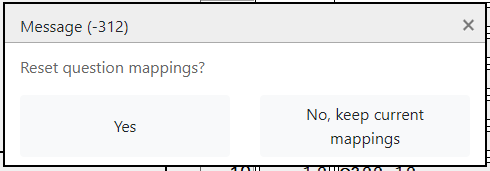 Message (-312)
×
Reset question mappings?
Yes
No, keep current
mappings